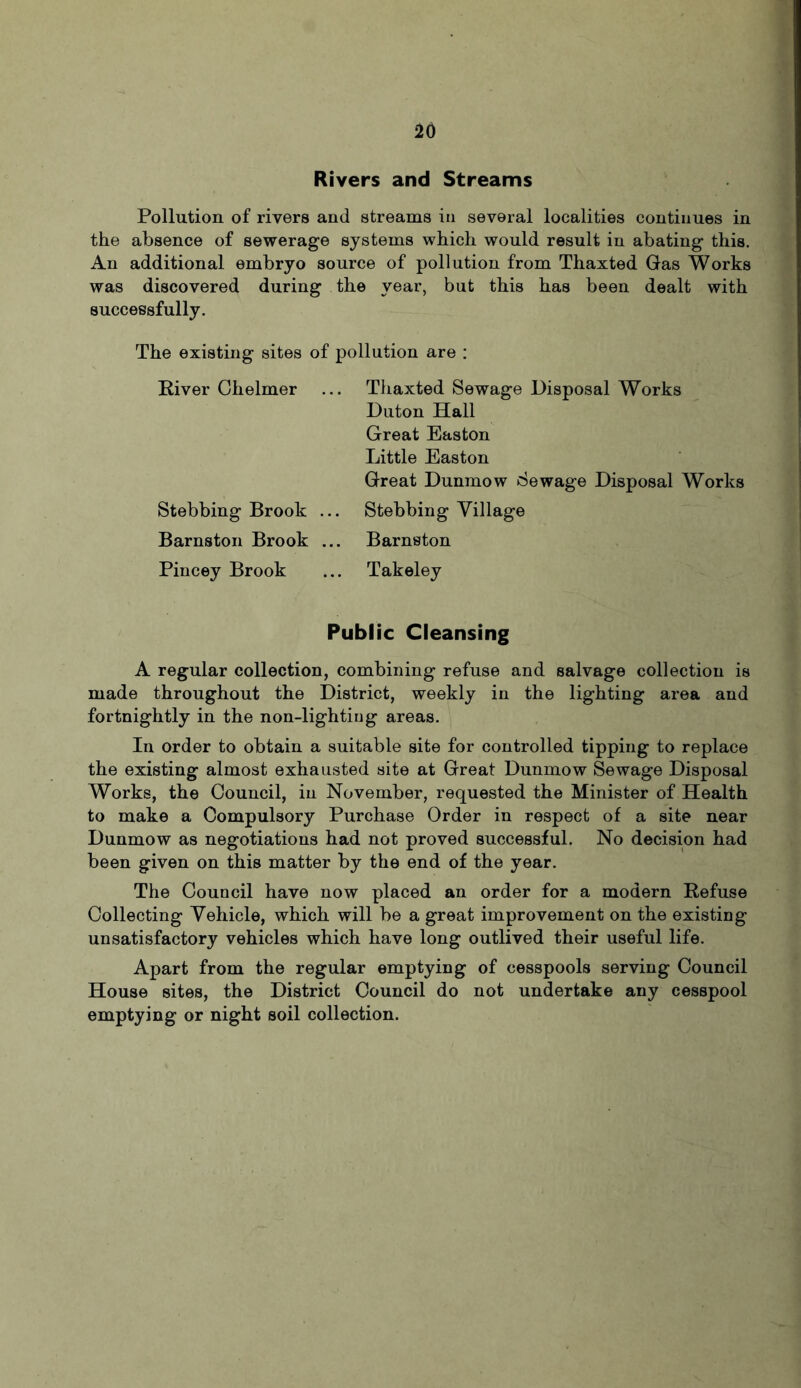 20
Rivers and Streams
Pollution of rivers and streams in several localities continues in
the absence of sewerage systems which would result in abating this.
An additional embryo source of pollution from Thaxted Gas Works
was discovered during the year, but this has been dealt with
successfully.
The existing sites of pollution are :
River Chelmer ... Thaxted Sewage Disposal Works
Duton Hall
Great Easton
Little Easton
Great Dunmow Sewage Disposal Works
Stebbing Brook ... Stebbing Village
Barnston Brook ... Barnston
Pincey Brook ... Takeley
Public Cleansing
A regular collection, combining refuse and salvage collection is
made throughout the District, weekly in the lighting area and
fortnightly in the non-lighting areas.
In order to obtain a suitable site for controlled tipping to replace
the existing almost exhausted site at Great Dunmow Sewage Disposal
Works, the Council, in November, requested the Minister of Health
to make a Compulsory Purchase Order in respect of a site near
Dunmow as negotiations had not proved successful. No decision had
been given on this matter by the end of the year.
The Council have now placed an order for a modern Refuse
Collecting Vehicle, which will be a great improvement on the existing
unsatisfactory vehicles which have long outlived their useful life.
Apart from the regular emptying of cesspools serving Council
House sites, the District Council do not undertake any cesspool
emptying or night soil collection.